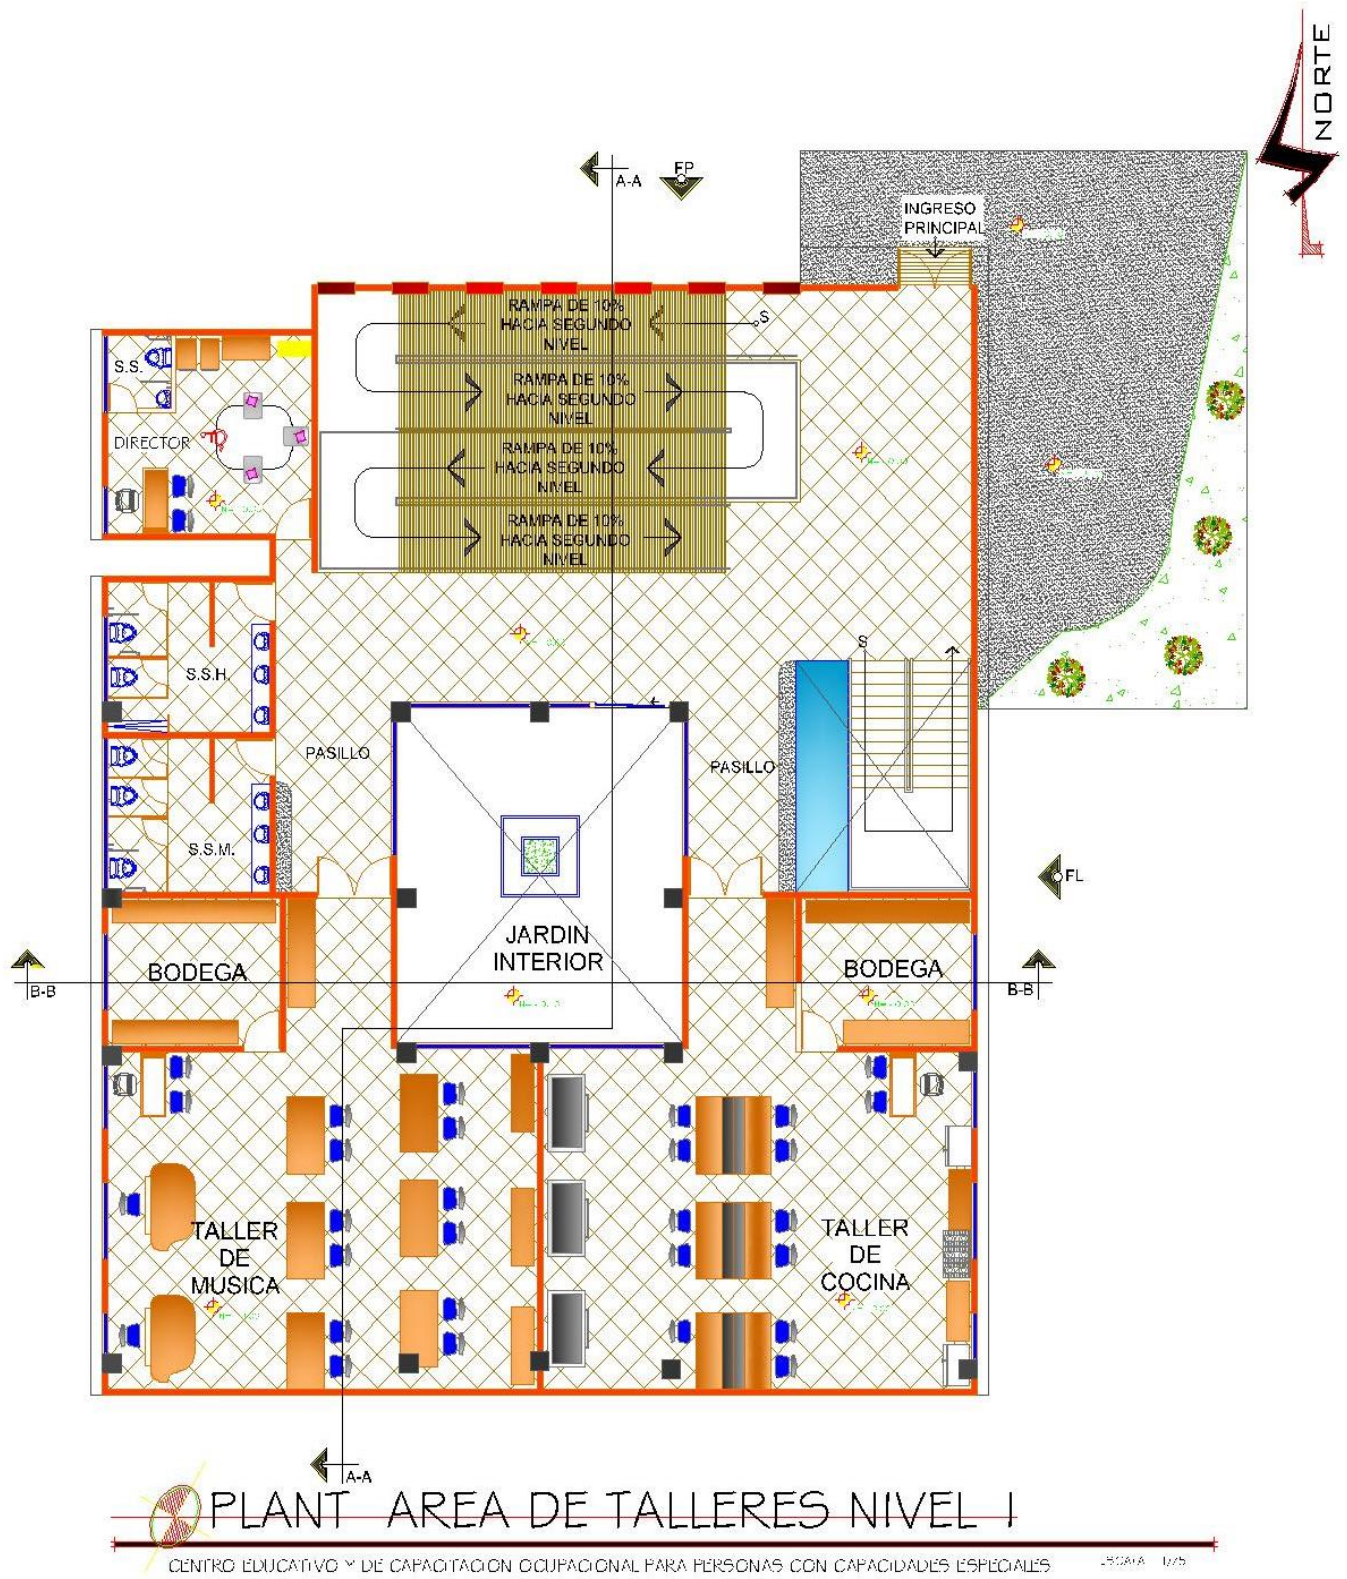 NORTE
A-A
FP
INGRESO
PRINCIPAL
RAMPA DE 10%
HACIA SEGUNDO
NIVEL
S
RAMPA DE 10%
HACIA SEGUNDO
NIVEL
RAMPA DE 10%
HACIA SEGUNDO
NIVEL
RAMPA DE 10%
HACIA SEGUNDO
NIVEL
S.S.
DIRECTOR
S.S.H.
S
PASILLO
PASILLO
S.S.M.
FL
JARDIN
INTERIOR
BODEGA
BODEGA
B-B
B-B
TALLER
DE
MUSICA
TALLER
DE
COCINA
A-A
PLANT AREA DE TALLERES NIVEL I
CENTRO EDUCATIVO Y DE CAPACITACION OCUPACIONAL PARA PERSONAS CON CAPACIDADES ESPECIALES